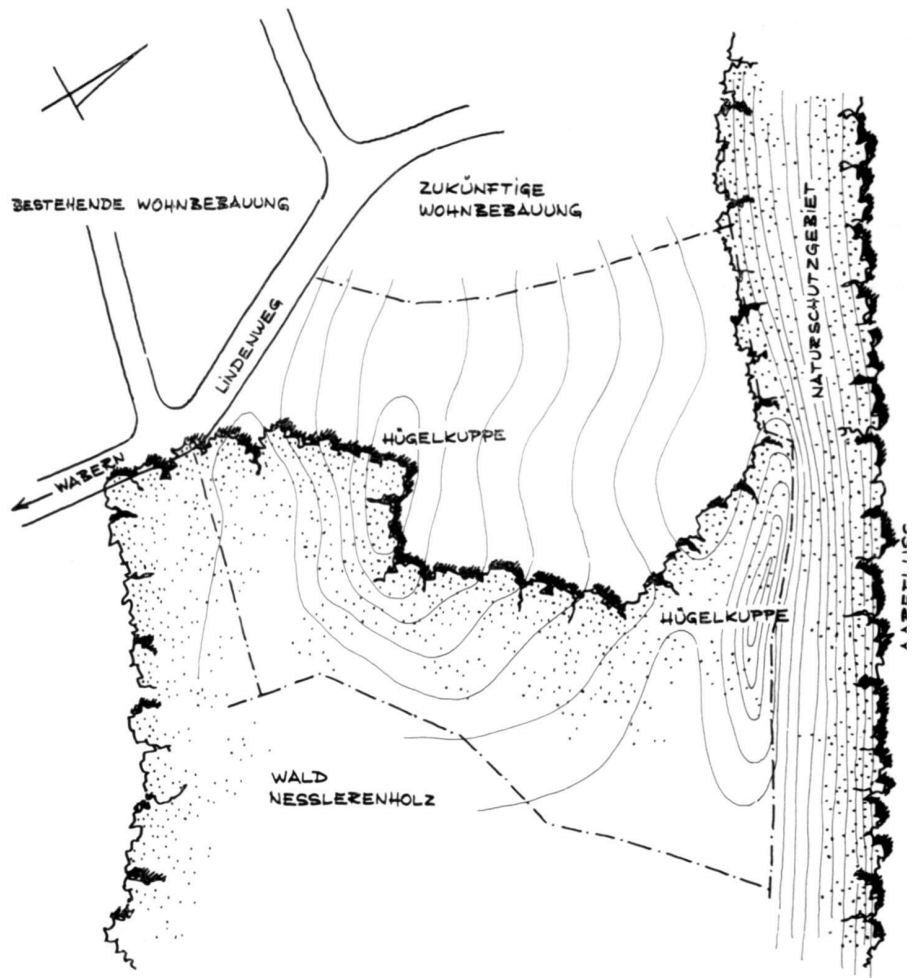 BESTEHENDE WOHNBEBAUUNG
ZUKÜNFTIGE
WOHNBEBAUUNG
NATURSCHUTZGEBIET
LINDENWEG
HÜGELKUPPE
WABERN
HÜGELKUPPE
WALD
NESSLERENHOLZ